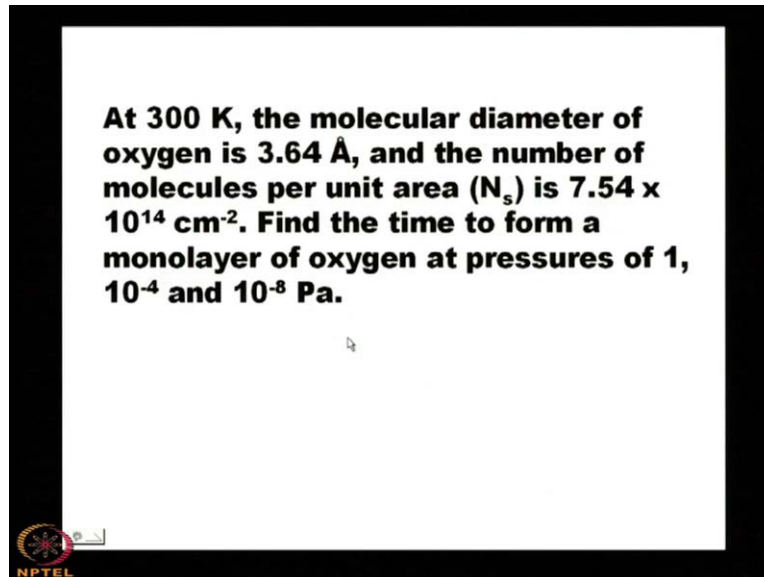 At 300 K, the molecular diameter of
oxygen is 3.64 Å, and the number of
molecules per unit area (Nₛ) is 7.54 x
10¹⁴ cm⁻². Find the time to form a
monolayer of oxygen at pressures of 1,
10⁻⁴ and 10⁻⁸ Pa.
NPTEL